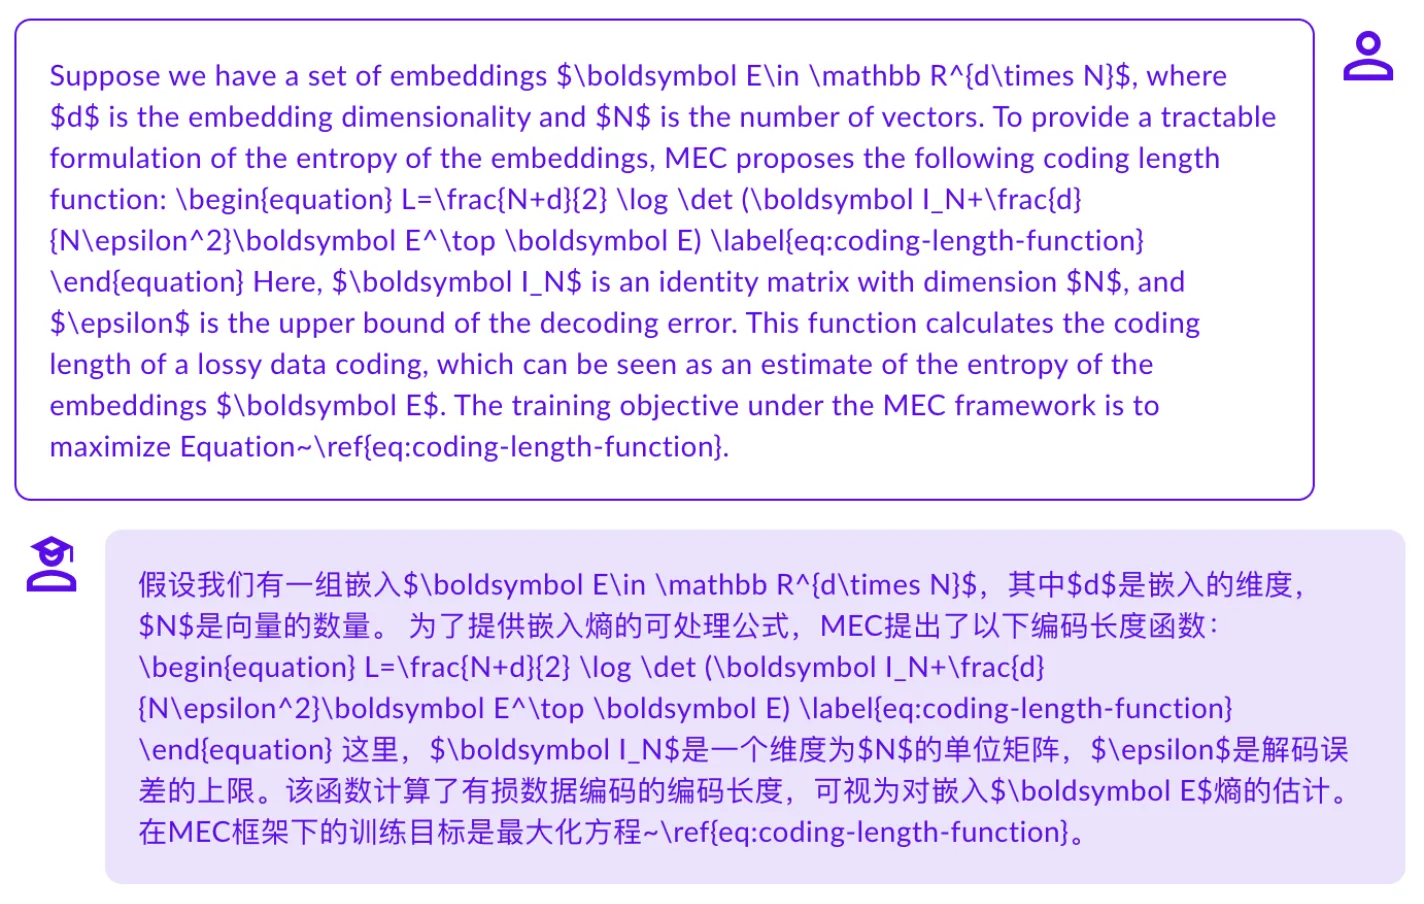 Suppose we have a set of embeddings $\boldsymbol E\in \mathbb R^{d\times N}$, where
$d$ is the embedding dimensionality and $N$ is the number of vectors. To provide a tractable
formulation of the entropy of the embeddings, MEC proposes the following coding length
function: \begin{equation} L=\frac{N+d}{2} \log \det (\boldsymbol I_N+\frac{d}
{N\epsilon^2}\boldsymbol E^\top \boldsymbol E) \label{eq:coding-length-function}
\end{equation} Here, $\boldsymbol I_N$ is an identity matrix with dimension $N$, and
$\epsilon$ is the upper bound of the decoding error. This function calculates the coding
length of a lossy data coding, which can be seen as an estimate of the entropy of the
embeddings $\boldsymbol E$. The training objective under the MEC framework is to
maximize Equation~\ref{eq:coding-length-function}.
假设我们有一组嵌入$\boldsymbol E\in \mathbb R^{d\times N}$，其中$d$是嵌入的维度，
$N$是向量的数量。 为了提供嵌入熵的可处理公式，MEC提出了以下编码长度函数：
\begin{equation} L=\frac{N+d}{2} \log \det (\boldsymbol I_N+\frac{d}
{N\epsilon^2}\boldsymbol E^\top \boldsymbol E) \label{eq:coding-length-function}
\end{equation} 这里，$\boldsymbol I_N$是一个维度为$N$的单位矩阵，$\epsilon$是解码误
差的上限。该函数计算了有损数据编码的编码长度，可视为对嵌入$\boldsymbol E$熵的估计。
在MEC框架下的训练目标是最大化方程~\ref{eq:coding-length-function}。